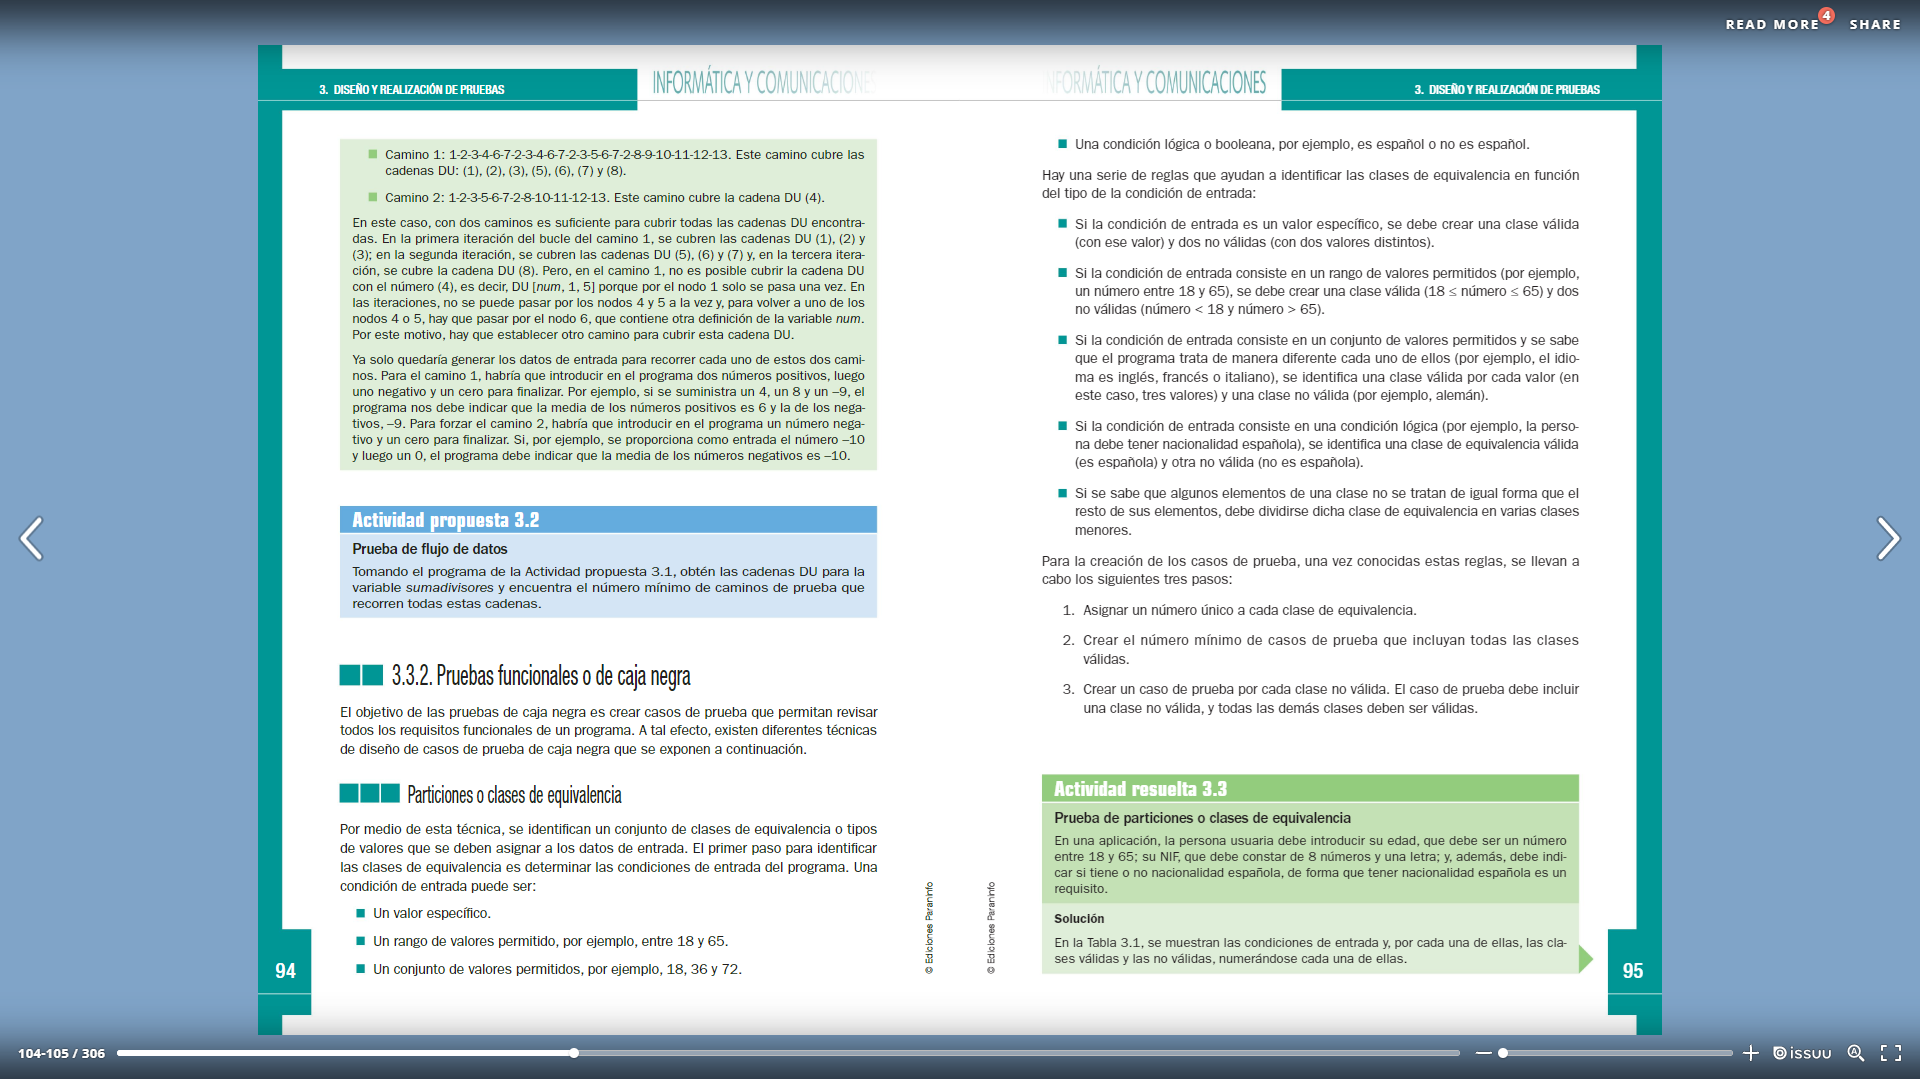 READ MORE 4 SHARE
3. DISEÑO Y REALIZACIÓN DE PRUEBAS
INFORMÁTICA Y COMUNICACIONES
Camino 1: 1-2-3-4-6-7-2-3-4-6-7-2-3-5-6-7-2-8-9-10-11-12-13. Este camino cubre las
cadenas DU: (1), (2), (3), (5), (6), (7) y (8).
Camino 2: 1-2-3-5-6-7-2-8-10-11-12-13. Este camino cubre la cadena DU (4).
En este caso, con dos caminos es suficiente para cubrir todas las cadenas DU encontra-
das. En la primera iteración del bucle del camino 1, se cubren las cadenas DU (1), (2) y
(3); en la segunda iteración, se cubren las cadenas DU (5), (6) y (7) y, en la tercera itera-
ción, se cubre la cadena DU (8). Pero, en el camino 1, no es posible cubrir la cadena DU
con el número (4), es decir, DU [num, 1, 5] porque por el nodo 1 solo se pasa una vez. En
las iteraciones, no se puede pasar por los nodos 4 y 5 a la vez y, para volver a uno de los
nodos 4 o 5, hay que pasar por el nodo 6, que contiene otra definición de la variable num.
Por este motivo, hay que establecer otro camino para cubrir esta cadena DU.
Ya solo quedaría generar los datos de entrada para recorrer cada uno de estos dos cami-
nos. Para el camino 1, habría que introducir en el programa dos números positivos, luego
uno negativo y un cero para finalizar. Por ejemplo, si se suministra un 4, un 8 y un –9, el
programa nos debe indicar que la media de los números positivos es 6 y la de los nega-
tivos, –9. Para forzar el camino 2, habría que introducir en el programa un número nega-
tivo y un cero para finalizar. Si, por ejemplo, se proporciona como entrada el número –10
y luego un 0, el programa debe indicar que la media de los números negativos es –10.
Actividad propuesta 3.2
Prueba de flujo de datos
Tomando el programa de la Actividad propuesta 3.1, obtén las cadenas DU para la
variable sumadivisores y encuentra el número mínimo de caminos de prueba que
recorren todas estas cadenas.
3.3.2. Pruebas funcionales o de caja negra
El objetivo de las pruebas de caja negra es crear casos de prueba que permitan revisar
todos los requisitos funcionales de un programa. A tal efecto, existen diferentes técnicas
de diseño de casos de prueba de caja negra que se exponen a continuación.
Particiones o clases de equivalencia
Por medio de esta técnica, se identifican un conjunto de clases de equivalencia o tipos
de valores que se deben asignar a los datos de entrada. El primer paso para identificar
las clases de equivalencia es determinar las condiciones de entrada del programa. Una
condición de entrada puede ser:
Un valor específico.
Un rango de valores permitido, por ejemplo, entre 18 y 65.
Un conjunto de valores permitidos, por ejemplo, 18, 36 y 72.
94
© Ediciones Paraninfo
INFORMÁTICA Y COMUNICACIONES
3. DISEÑO Y REALIZACIÓN DE PRUEBAS
Una condición lógica o booleana, por ejemplo, es español o no es español.
Hay una serie de reglas que ayudan a identificar las clases de equivalencia en función
del tipo de la condición de entrada:
Si la condición de entrada es un valor específico, se debe crear una clase válida
(con ese valor) y dos no válidas (con dos valores distintos).
Si la condición de entrada consiste en un rango de valores permitidos (por ejemplo,
un número entre 18 y 65), se debe crear una clase válida (18 ≤ número ≤ 65) y dos
no válidas (número < 18 y número > 65).
Si la condición de entrada consiste en un conjunto de valores permitidos y se sabe
que el programa trata de manera diferente cada uno de ellos (por ejemplo, el idio-
ma es inglés, francés o italiano), se identifica una clase válida por cada valor (en
este caso, tres valores) y una clase no válida (por ejemplo, alemán).
Si la condición de entrada consiste en una condición lógica (por ejemplo, la perso-
na debe tener nacionalidad española), se identifica una clase de equivalencia válida
(es española) y otra no válida (no es española).
Si se sabe que algunos elementos de una clase no se tratan de igual forma que el
resto de sus elementos, debe dividirse dicha clase de equivalencia en varias clases
menores.
Para la creación de los casos de prueba, una vez conocidas estas reglas, se llevan a
cabo los siguientes tres pasos:
1. Asignar un número único a cada clase de equivalencia.
2. Crear el número mínimo de casos de prueba que incluyan todas las clases
válidas.
3. Crear un caso de prueba por cada clase no válida. El caso de prueba debe incluir
una clase no válida, y todas las demás clases deben ser válidas.
Actividad resuelta 3.3
Prueba de particiones o clases de equivalencia
En una aplicación, la persona usuaria debe introducir su edad, que debe ser un número
entre 18 y 65; su NIF, que debe constar de 8 números y una letra; y, además, debe indi-
car si tiene o no nacionalidad española, de forma que tener nacionalidad española es un
requisito.
Solución
En la Tabla 3.1, se muestran las condiciones de entrada y, por cada una de ellas, las cla-
ses válidas y las no válidas, numerándose cada una de ellas.
© Ediciones Paraninfo
95
104-105 / 306
issuu